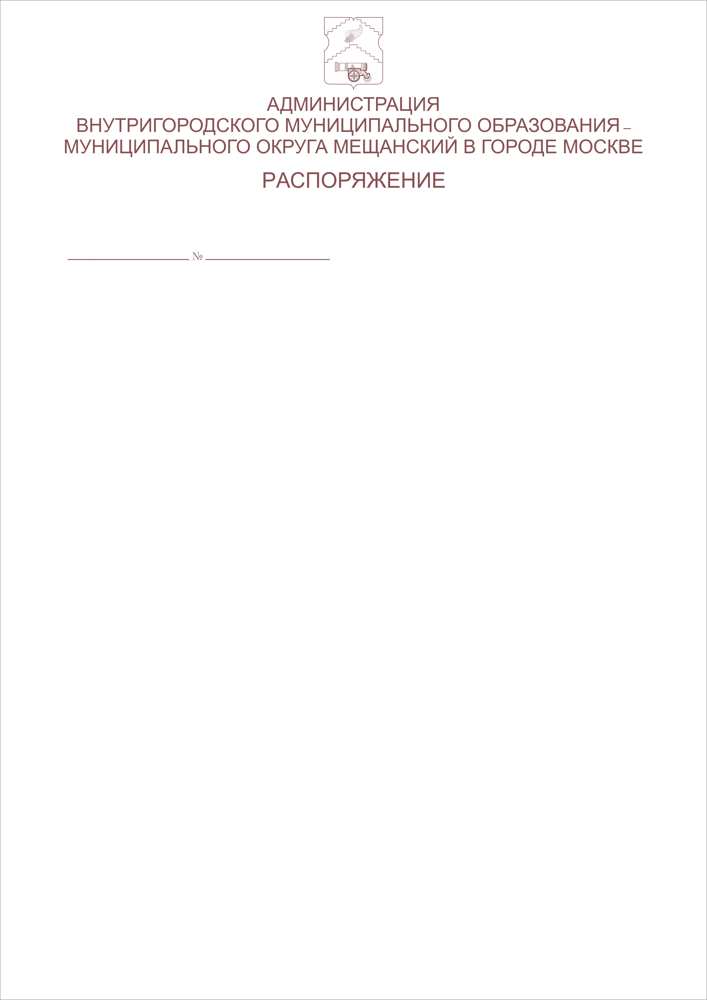 АДМИНИСТРАЦИЯ
ВНУТРИГОРОДСКОГО МУНИЦИПАЛЬНОГО ОБРАЗОВАНИЯ –
МУНИЦИПАЛЬНОГО ОКРУГА МЕЩАНСКИЙ В ГОРОДЕ МОСКВЕ
РАСПОРЯЖЕНИЕ
№